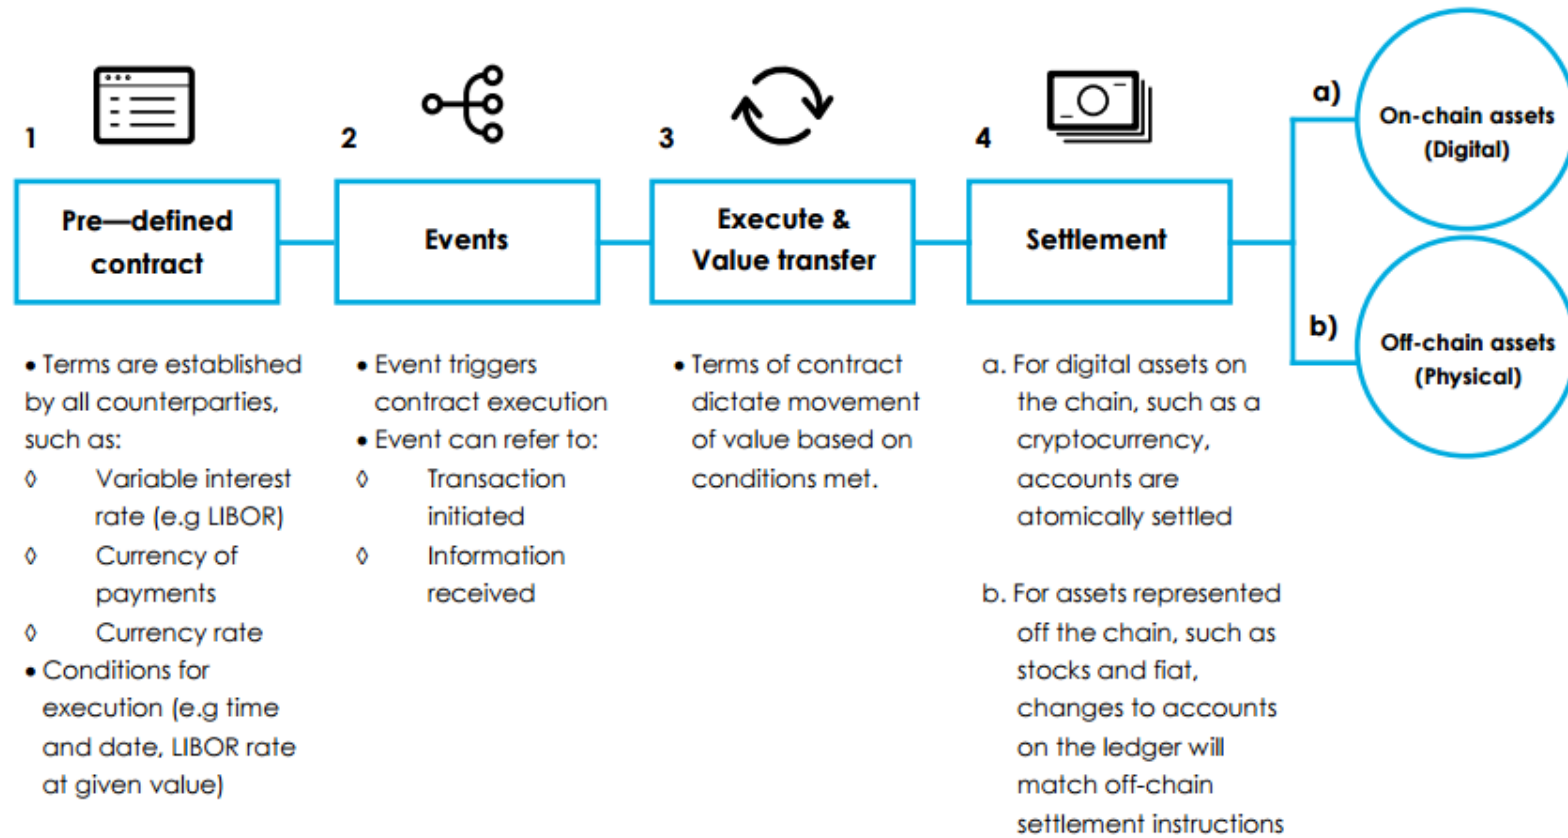 1
Pre—defined
contract
• Terms are established
by all counterparties,
such as:
◊ Variable interest
rate (e.g LIBOR)
◊ Currency of
payments
◊ Currency rate
• Conditions for
execution (e.g time
and date, LIBOR rate
at given value)
2
Events
• Event triggers
contract execution
• Event can refer to:
◊ Transaction
initiated
◊ Information
received
3
Execute &
Value transfer
• Terms of contract
dictate movement
of value based on
conditions met.
4
Settlement
a. For digital assets on
the chain, such as a
cryptocurrency,
accounts are
atomically settled
b. For assets represented
off the chain, such as
stocks and fiat,
changes to accounts
on the ledger will
match off-chain
settlement instructions
a)
On-chain assets
(Digital)
b)
Off-chain assets
(Physical)